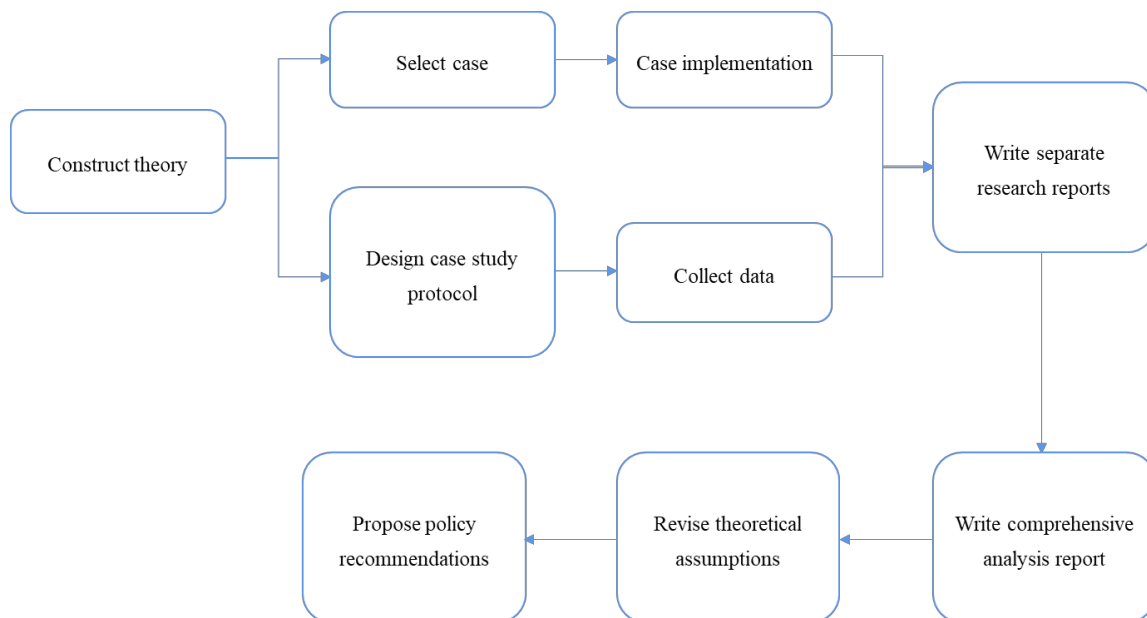 Select case
Case implementation
Construct theory
Write separate
research reports
Design case study
protocol
Collect data
Propose policy
recommendations
Revise theoretical
assumptions
Write comprehensive
analysis report